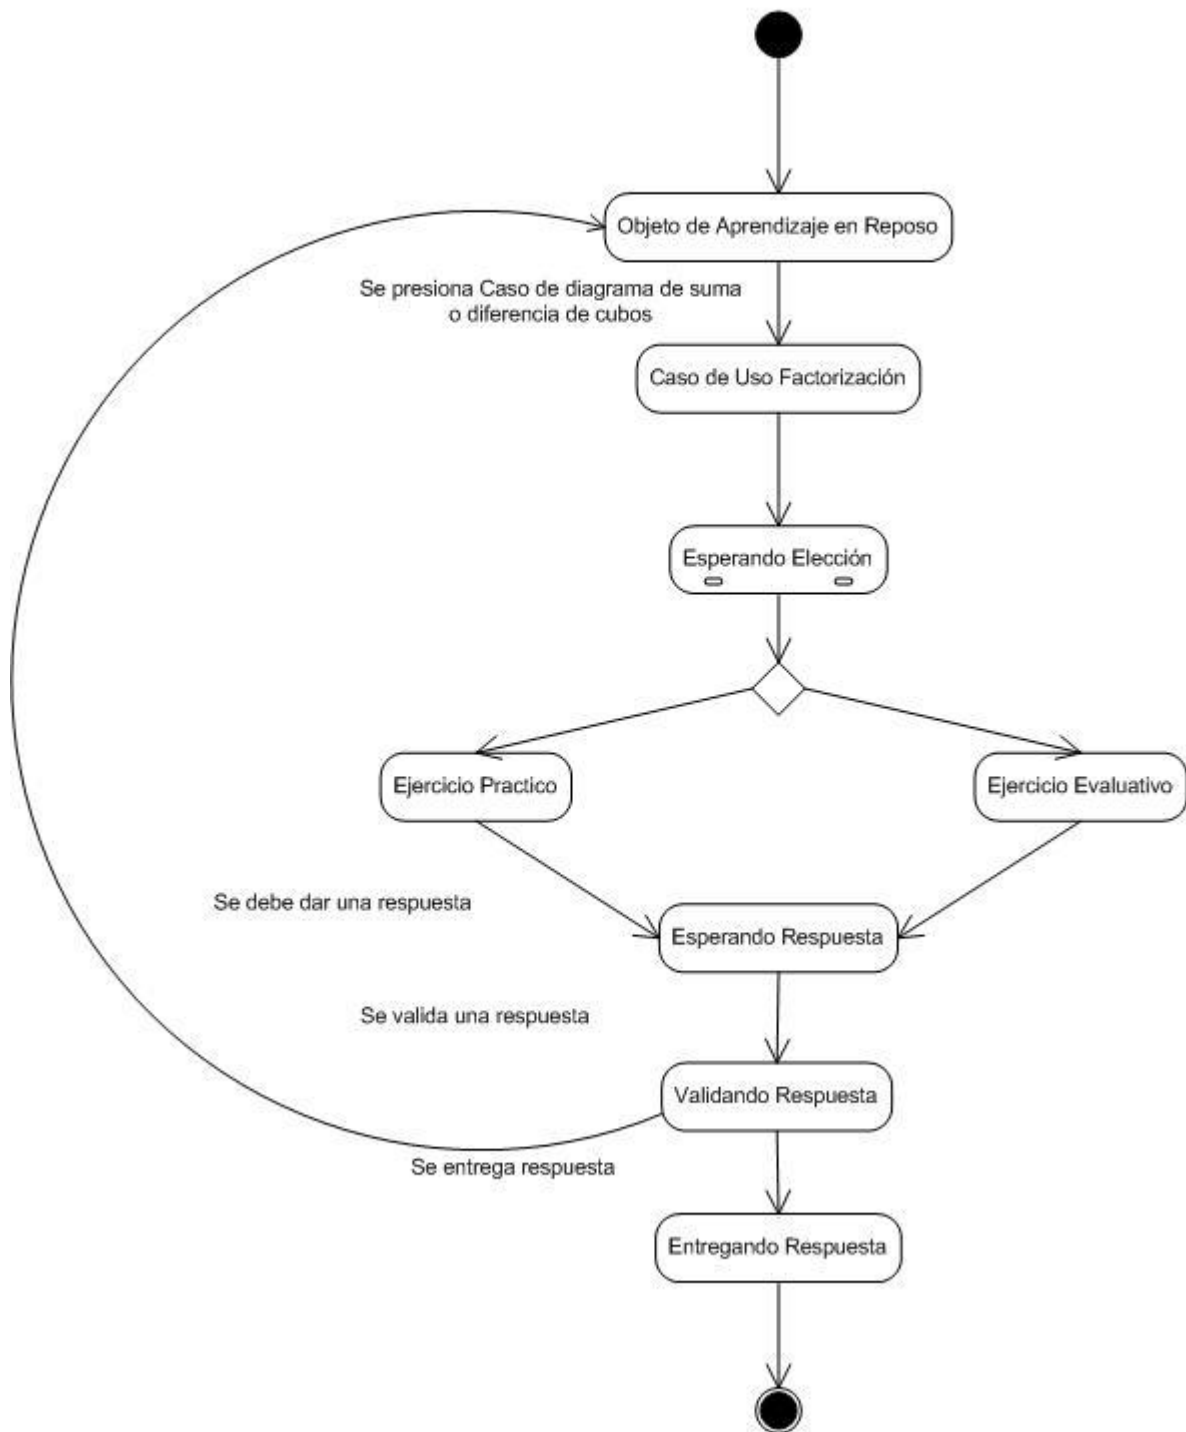 Objeto de Aprendizaje en Reposo
Se presiona Caso de diagrama de suma
o diferencia de cubos
Caso de Uso Factorización
Esperando Elección
Ejercicio Practico
Ejercicio Evaluativo
Se debe dar una respuesta
Esperando Respuesta
Se valida una respuesta
Validando Respuesta
Se entrega respuesta
Entregando Respuesta